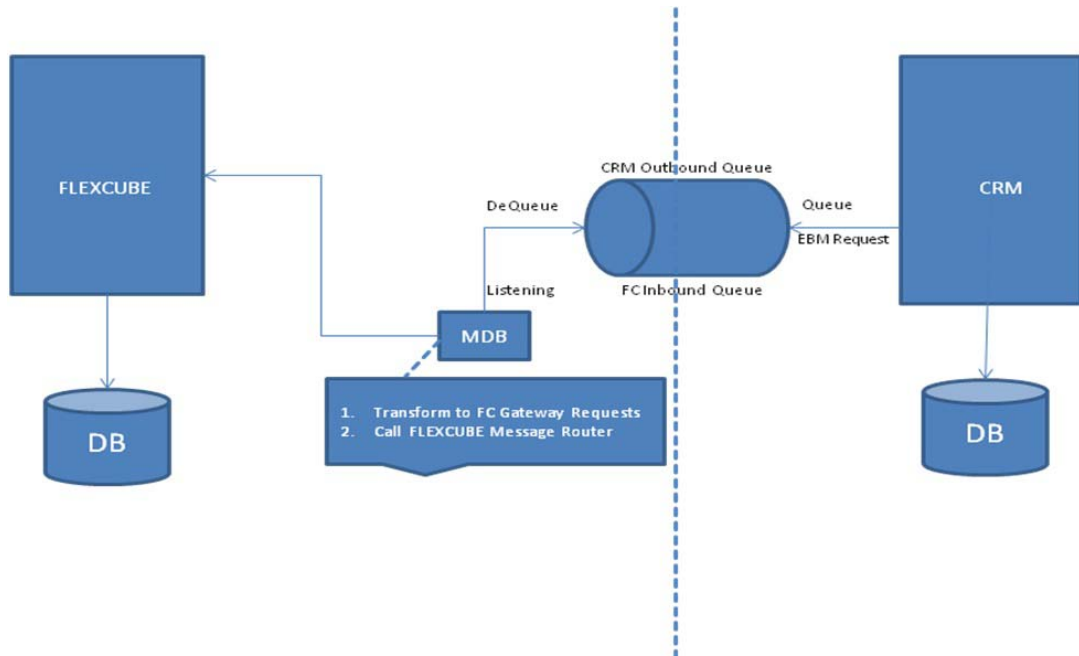 FLEXCUBE
CRM Outbound Queue
CRM
DeQueue
Queue
EBM Request
Listening
FC Inbound Queue
MDB
1. Transform to FC Gateway Requests
2. Call FLEXCUBE Message Router
DB
DB